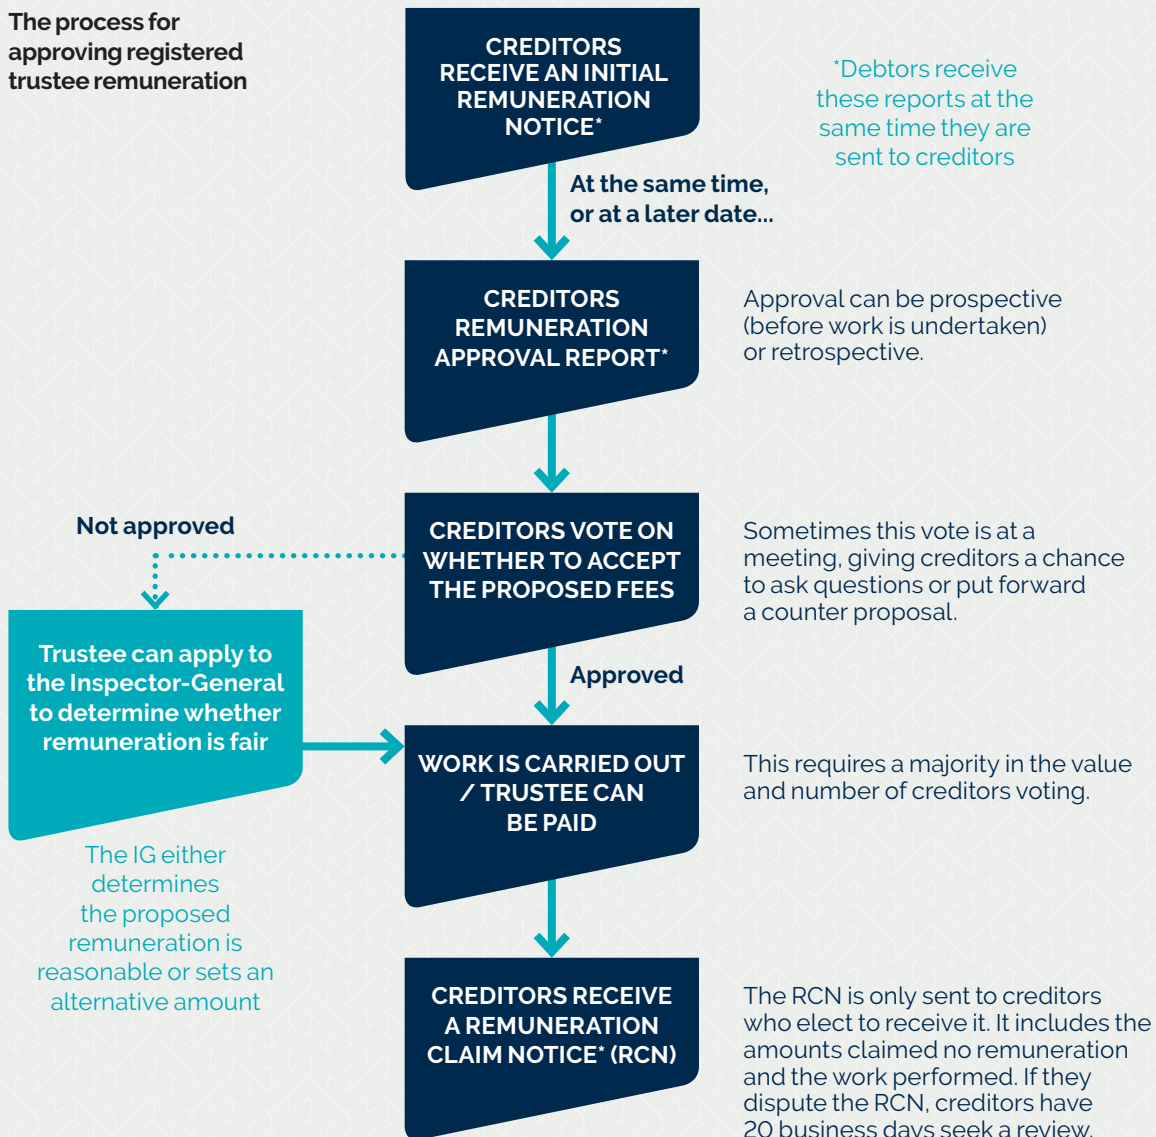 The process for
approving registered
trustee remuneration
CREDITORS
RECEIVE AN INITIAL
REMUNERATION
NOTICE*
*Debtors receive
these reports at the
same time they are
sent to creditors
At the same time,
or at a later date...
CREDITORS
REMUNERATION
APPROVAL REPORT*
Approval can be prospective
(before work is undertaken)
or retrospective.
Not approved
CREDITORS VOTE ON
WHETHER TO ACCEPT
THE PROPOSED FEES
Sometimes this vote is at a
meeting, giving creditors a chance
to ask questions or put forward
a counter proposal.
Trustee can apply to
the Inspector-General
to determine whether
remuneration is fair
Approved
WORK IS CARRIED OUT
/ TRUSTEE CAN
BE PAID
This requires a majority in the value
and number of creditors voting.
The IG either
determines
the proposed
remuneration is
reasonable or sets an
alternative amount
CREDITORS RECEIVE
A REMUNERATION
CLAIM NOTICE* (RCN)
The RCN is only sent to creditors
who elect to receive it. It includes the
amounts claimed no remuneration
and the work performed. If they
dispute the RCN, creditors have
20 business days seek a review.